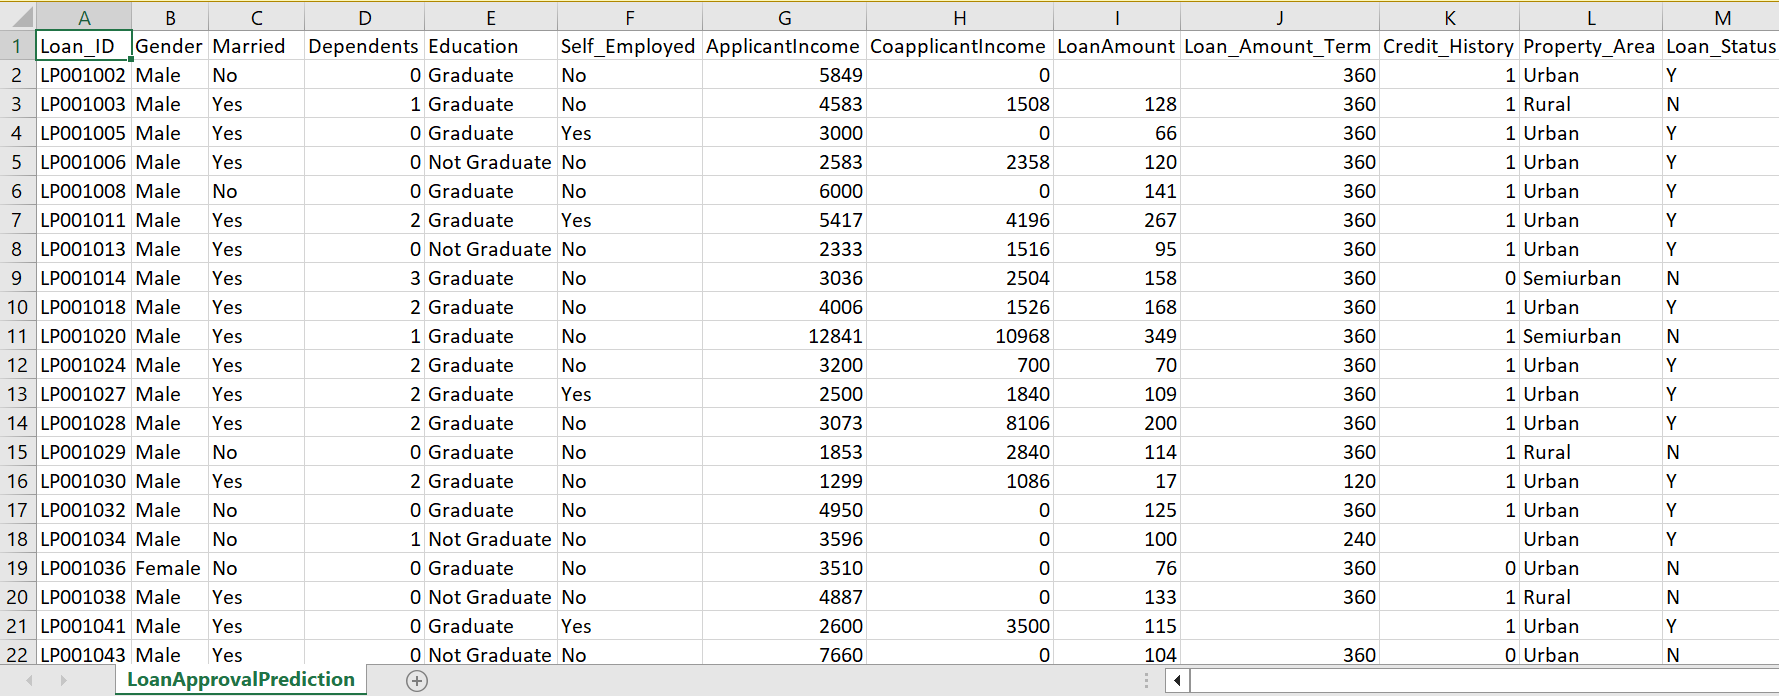 A B C D E F G H I J K L M
1 Loan_ID Gender Married Dependents Education Self_Employed ApplicantIncome CoapplicantIncome LoanAmount Loan_Amount_Term Credit_History Property_Area Loan_Status
2 LP001002 Male No 0 Graduate No 5849 0 360 1 Urban Y
3 LP001003 Male Yes 1 Graduate No 4583 1508 128 360 1 Rural N
4 LP001005 Male Yes 0 Graduate Yes 3000 0 66 360 1 Urban Y
5 LP001006 Male Yes 0 Not Graduate No 2583 2358 120 360 1 Urban Y
6 LP001008 Male No 0 Graduate No 6000 0 141 360 1 Urban Y
7 LP001011 Male Yes 2 Graduate Yes 5417 4196 267 360 1 Urban Y
8 LP001013 Male Yes 0 Not Graduate No 2333 1516 95 360 1 Urban Y
9 LP001014 Male Yes 3 Graduate No 3036 2504 158 360 0 Semiurban N
10 LP001018 Male Yes 2 Graduate No 4006 1526 168 360 1 Urban Y
11 LP001020 Male Yes 1 Graduate No 12841 10968 349 360 1 Semiurban N
12 LP001024 Male Yes 2 Graduate No 3200 700 70 360 1 Urban Y
13 LP001027 Male Yes 2 Graduate Yes 2500 1840 109 360 1 Urban Y
14 LP001028 Male Yes 2 Graduate No 3073 8106 200 360 1 Urban Y
15 LP001029 Male No 0 Graduate No 1853 2840 114 360 1 Rural N
16 LP001030 Male Yes 2 Graduate No 1299 1086 17 120 1 Urban Y
17 LP001032 Male No 0 Graduate No 4950 0 125 360 1 Urban Y
18 LP001034 Male No 1 Not Graduate No 3596 0 100 240 Urban Y
19 LP001036 Female No 0 Graduate No 3510 0 76 360 0 Urban N
20 LP001038 Male Yes 0 Not Graduate No 4887 0 133 360 1 Rural N
21 LP001041 Male Yes 0 Graduate Yes 2600 3500 115 1 Urban Y
22 LP001043 Male Yes 0 Not Graduate No 7660 0 104 360 0 Urban N
LoanApprovalPrediction